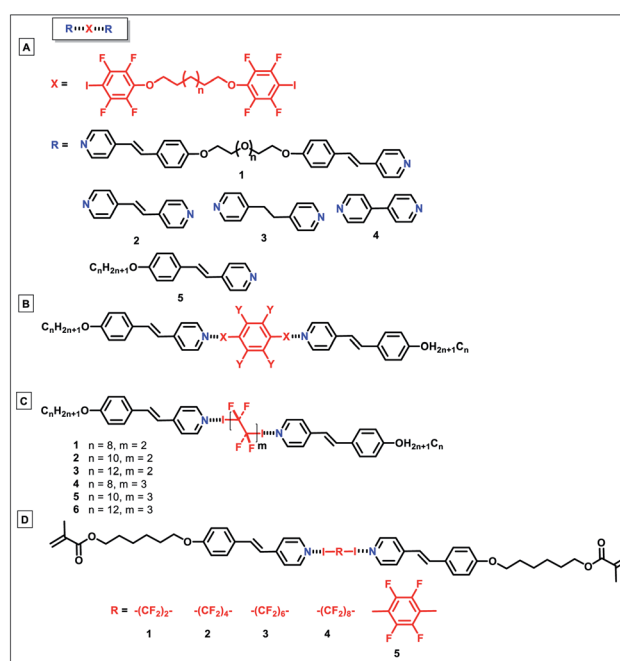 R X R
A
X = I F F F F O n O F F F F I
R = N O O n O N
1
N N N N N N
2 3 4
CnH2n+1O N
5
B
CnH2n+1O N X Y Y Y Y X N OH2n+1Cn
C
CnH2n+1O N I F F F F m I N OH2n+1Cn
1 n = 8, m = 2
2 n = 10, m = 2
3 n = 12, m = 2
4 n = 8, m = 3
5 n = 10, m = 3
6 n = 12, m = 3
D
O O O N I R I N O O O
R = -(CF2)2- -(CF2)4- -(CF2)6- -(CF2)8- F F F F
1 2 3 4 5